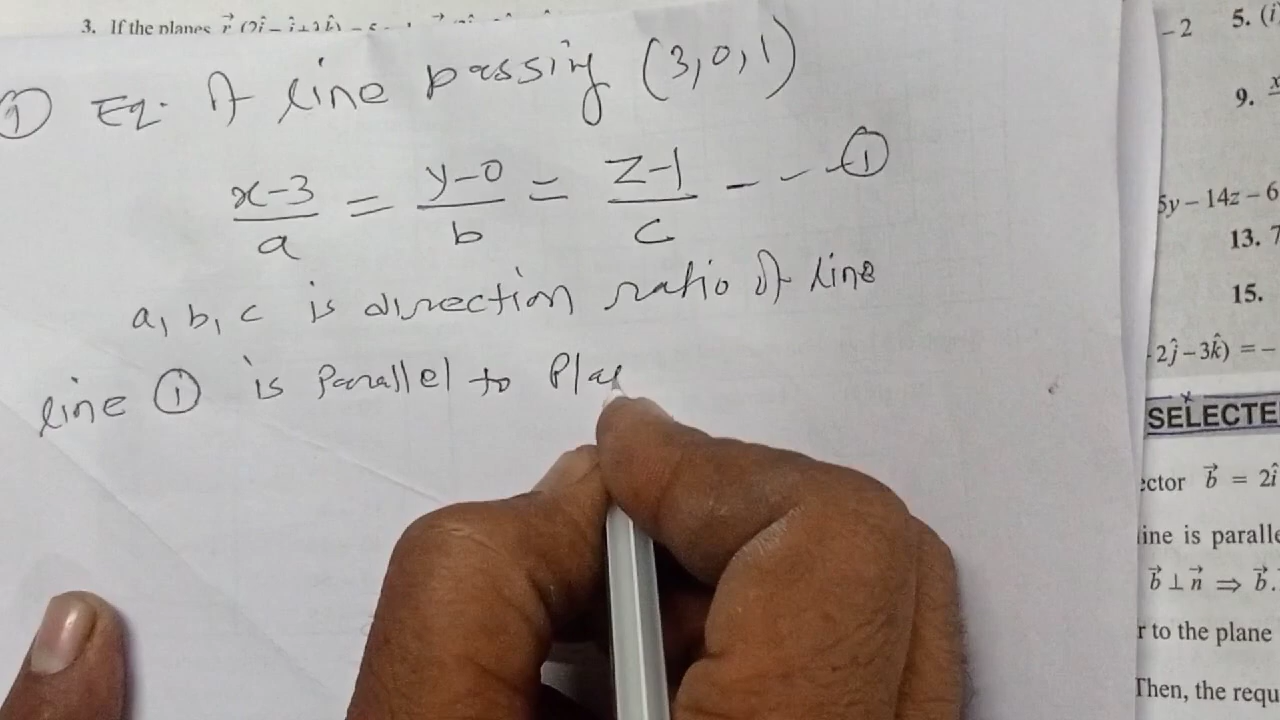 3. If the planes
① Eq. of line passing (3,0,1)
x-3/a = y-0/b = z-1/c - - - ①
a, b, c is direction ratio of line
line ① is parallel to Pla
-2 5. (i
9. x
5y – 14z – 6
13. 7
15.
2ĵ – 3k̂) = –
SELECTE
ector b⃗ = 2î
ine is paralle
b⃗ ⊥ n⃗ ⇒ b⃗.
r to the plane
Then, the requ